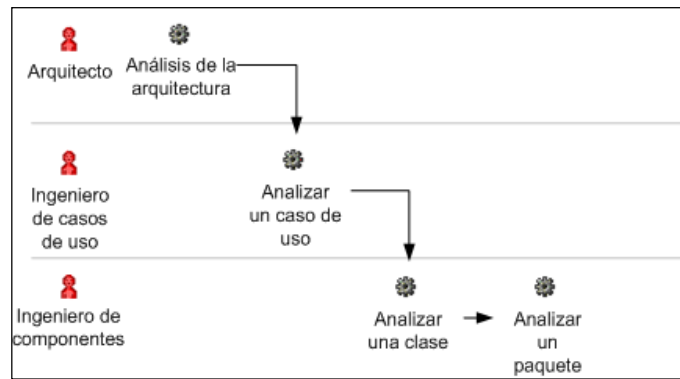 Arquitecto
Análisis de la
arquitectura
Ingeniero
de casos
de uso
Analizar
un caso de
uso
Ingeniero de
componentes
Analizar
una clase
Analizar
un
paquete